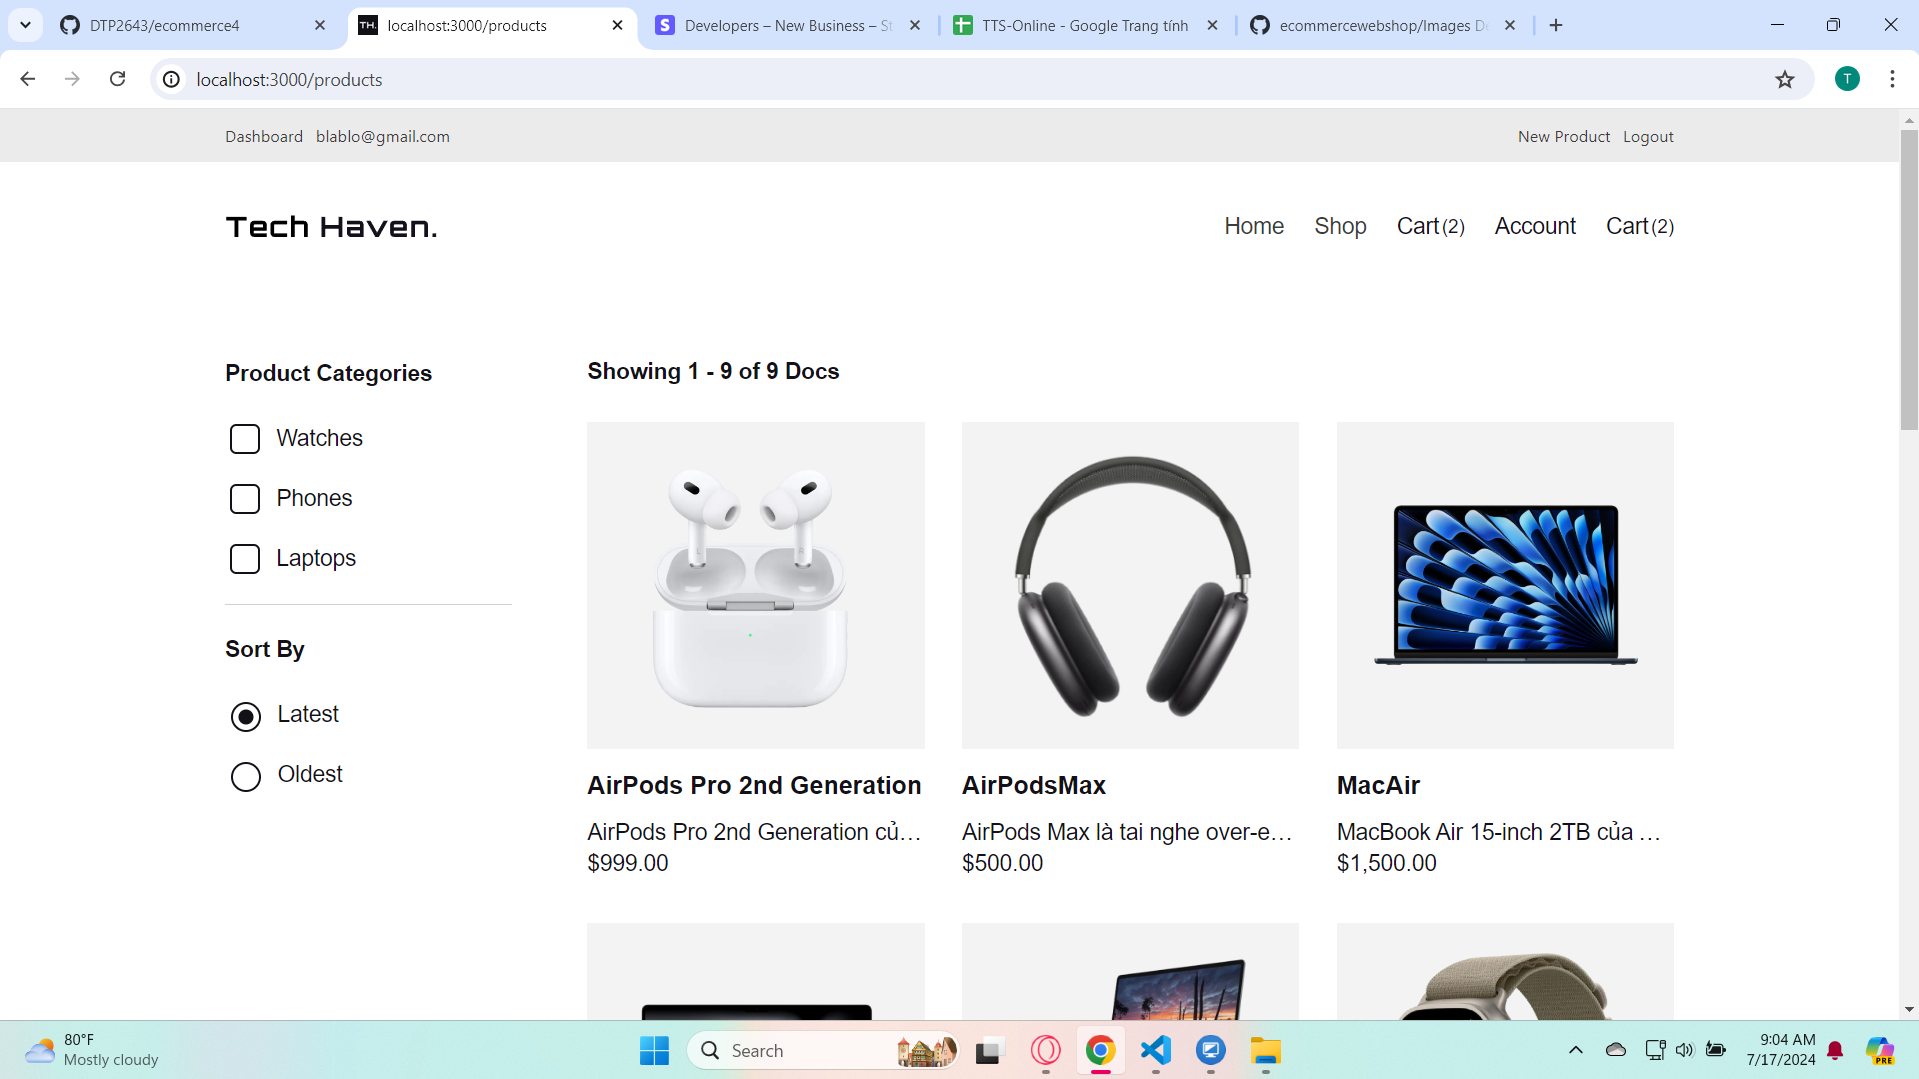 DTP2643/ecommerce4
TH. localhost:3000/products
Developers – New Business – St
TTS-Online - Google Trang tính
ecommercewebshop/Images De
localhost:3000/products
T
Dashboard blablo@gmail.com
New Product Logout
Tech Haven.
Home Shop Cart(2) Account Cart(2)
Product Categories
Watches
Phones
Laptops
Sort By
Latest
Oldest
Showing 1 - 9 of 9 Docs
L R
AirPods Pro 2nd Generation
AirPods Pro 2nd Generation củ…
$999.00
AirPodsMax
AirPods Max là tai nghe over-e…
$500.00
MacAir
MacBook Air 15-inch 2TB của …
$1,500.00
80°F
Mostly cloudy
Search
9:04 AM
7/17/2024
PRE